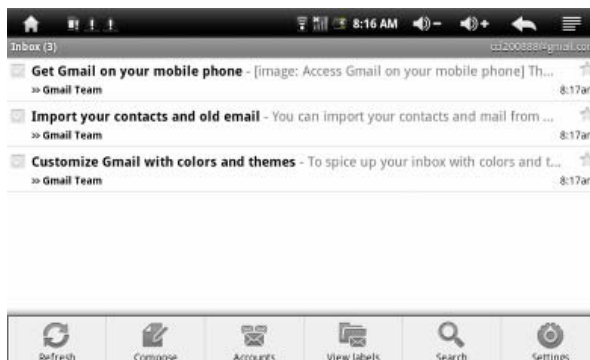 8:16 AM
Inbox (3)
Get Gmail on your mobile phone - [image: Access Gmail on your mobile phone] Th...
» Gmail Team 8:17am
Import your contacts and old email - You can import your contacts and mail from ...
» Gmail Team 8:17am
Customize Gmail with colors and themes - To spice up your inbox with colors and t...
» Gmail Team 8:17am
Refresh Compose Accounts View labels Search Settings